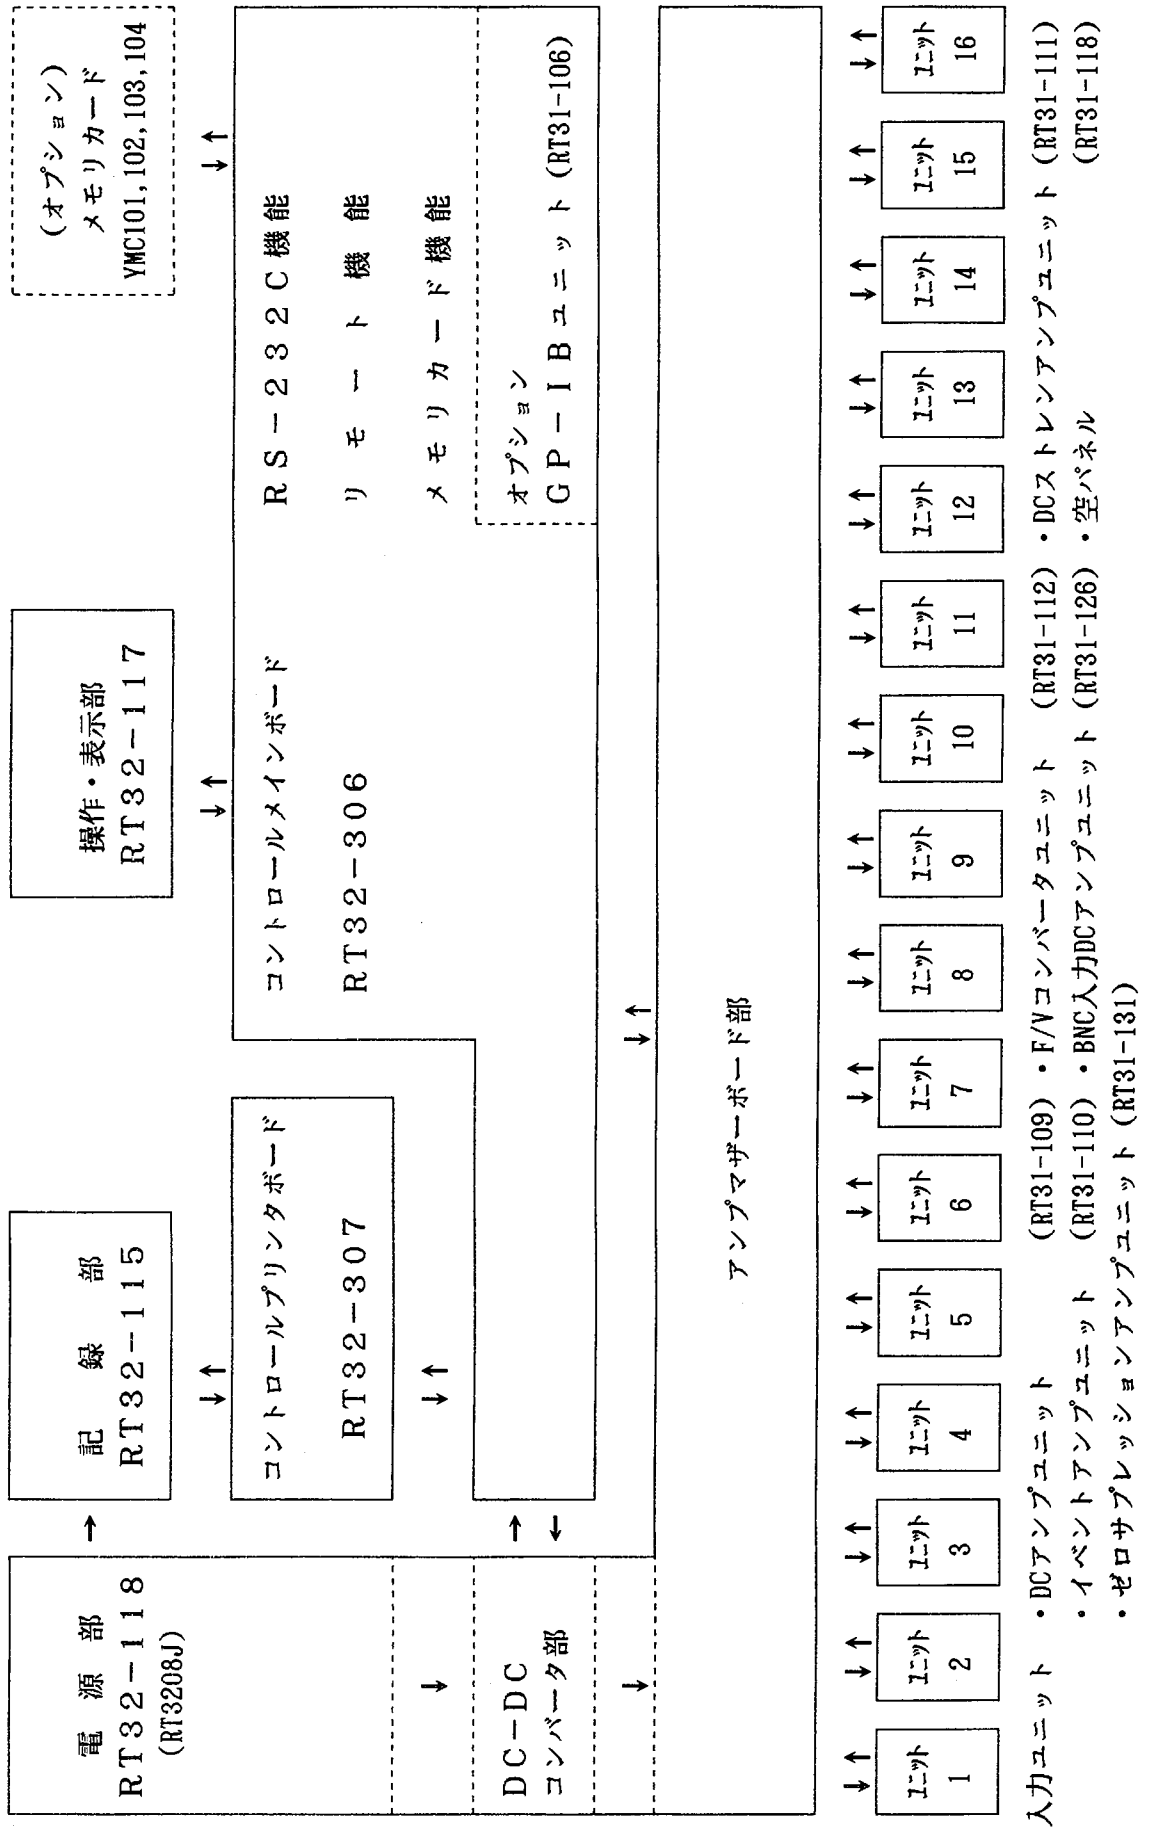 電　源　部
RT32-118
(RT3208J)
記　録　部
RT32-115
操作・表示部
RT32-117
(オプション)
メモリカード
YMC101,102,103,104
コントロールプリンタボード
RT32-307
コントロールメインボード
RT32-306
RS-232C機能
リモート機能
メモリカード機能
オプション
GP-IBユニット (RT31-106)
DC-DC
コンバータ部
アンプマザーボード部
ユニット
1
ユニット
2
ユニット
3
ユニット
4
ユニット
5
ユニット
6
ユニット
7
ユニット
8
ユニット
9
ユニット
10
ユニット
11
ユニット
12
ユニット
13
ユニット
14
ユニット
15
ユニット
16
入力ユニット ・DCアンプユニット (RT31-109) ・F/Vコンバータユニット (RT31-112) ・DCストレンアンプユニット (RT31-111)
・イベントアンプユニット (RT31-110) ・BNC入力DCアンプユニット (RT31-126) ・空パネル (RT31-118)
・ゼロサプレッションアンプユニット (RT31-131)